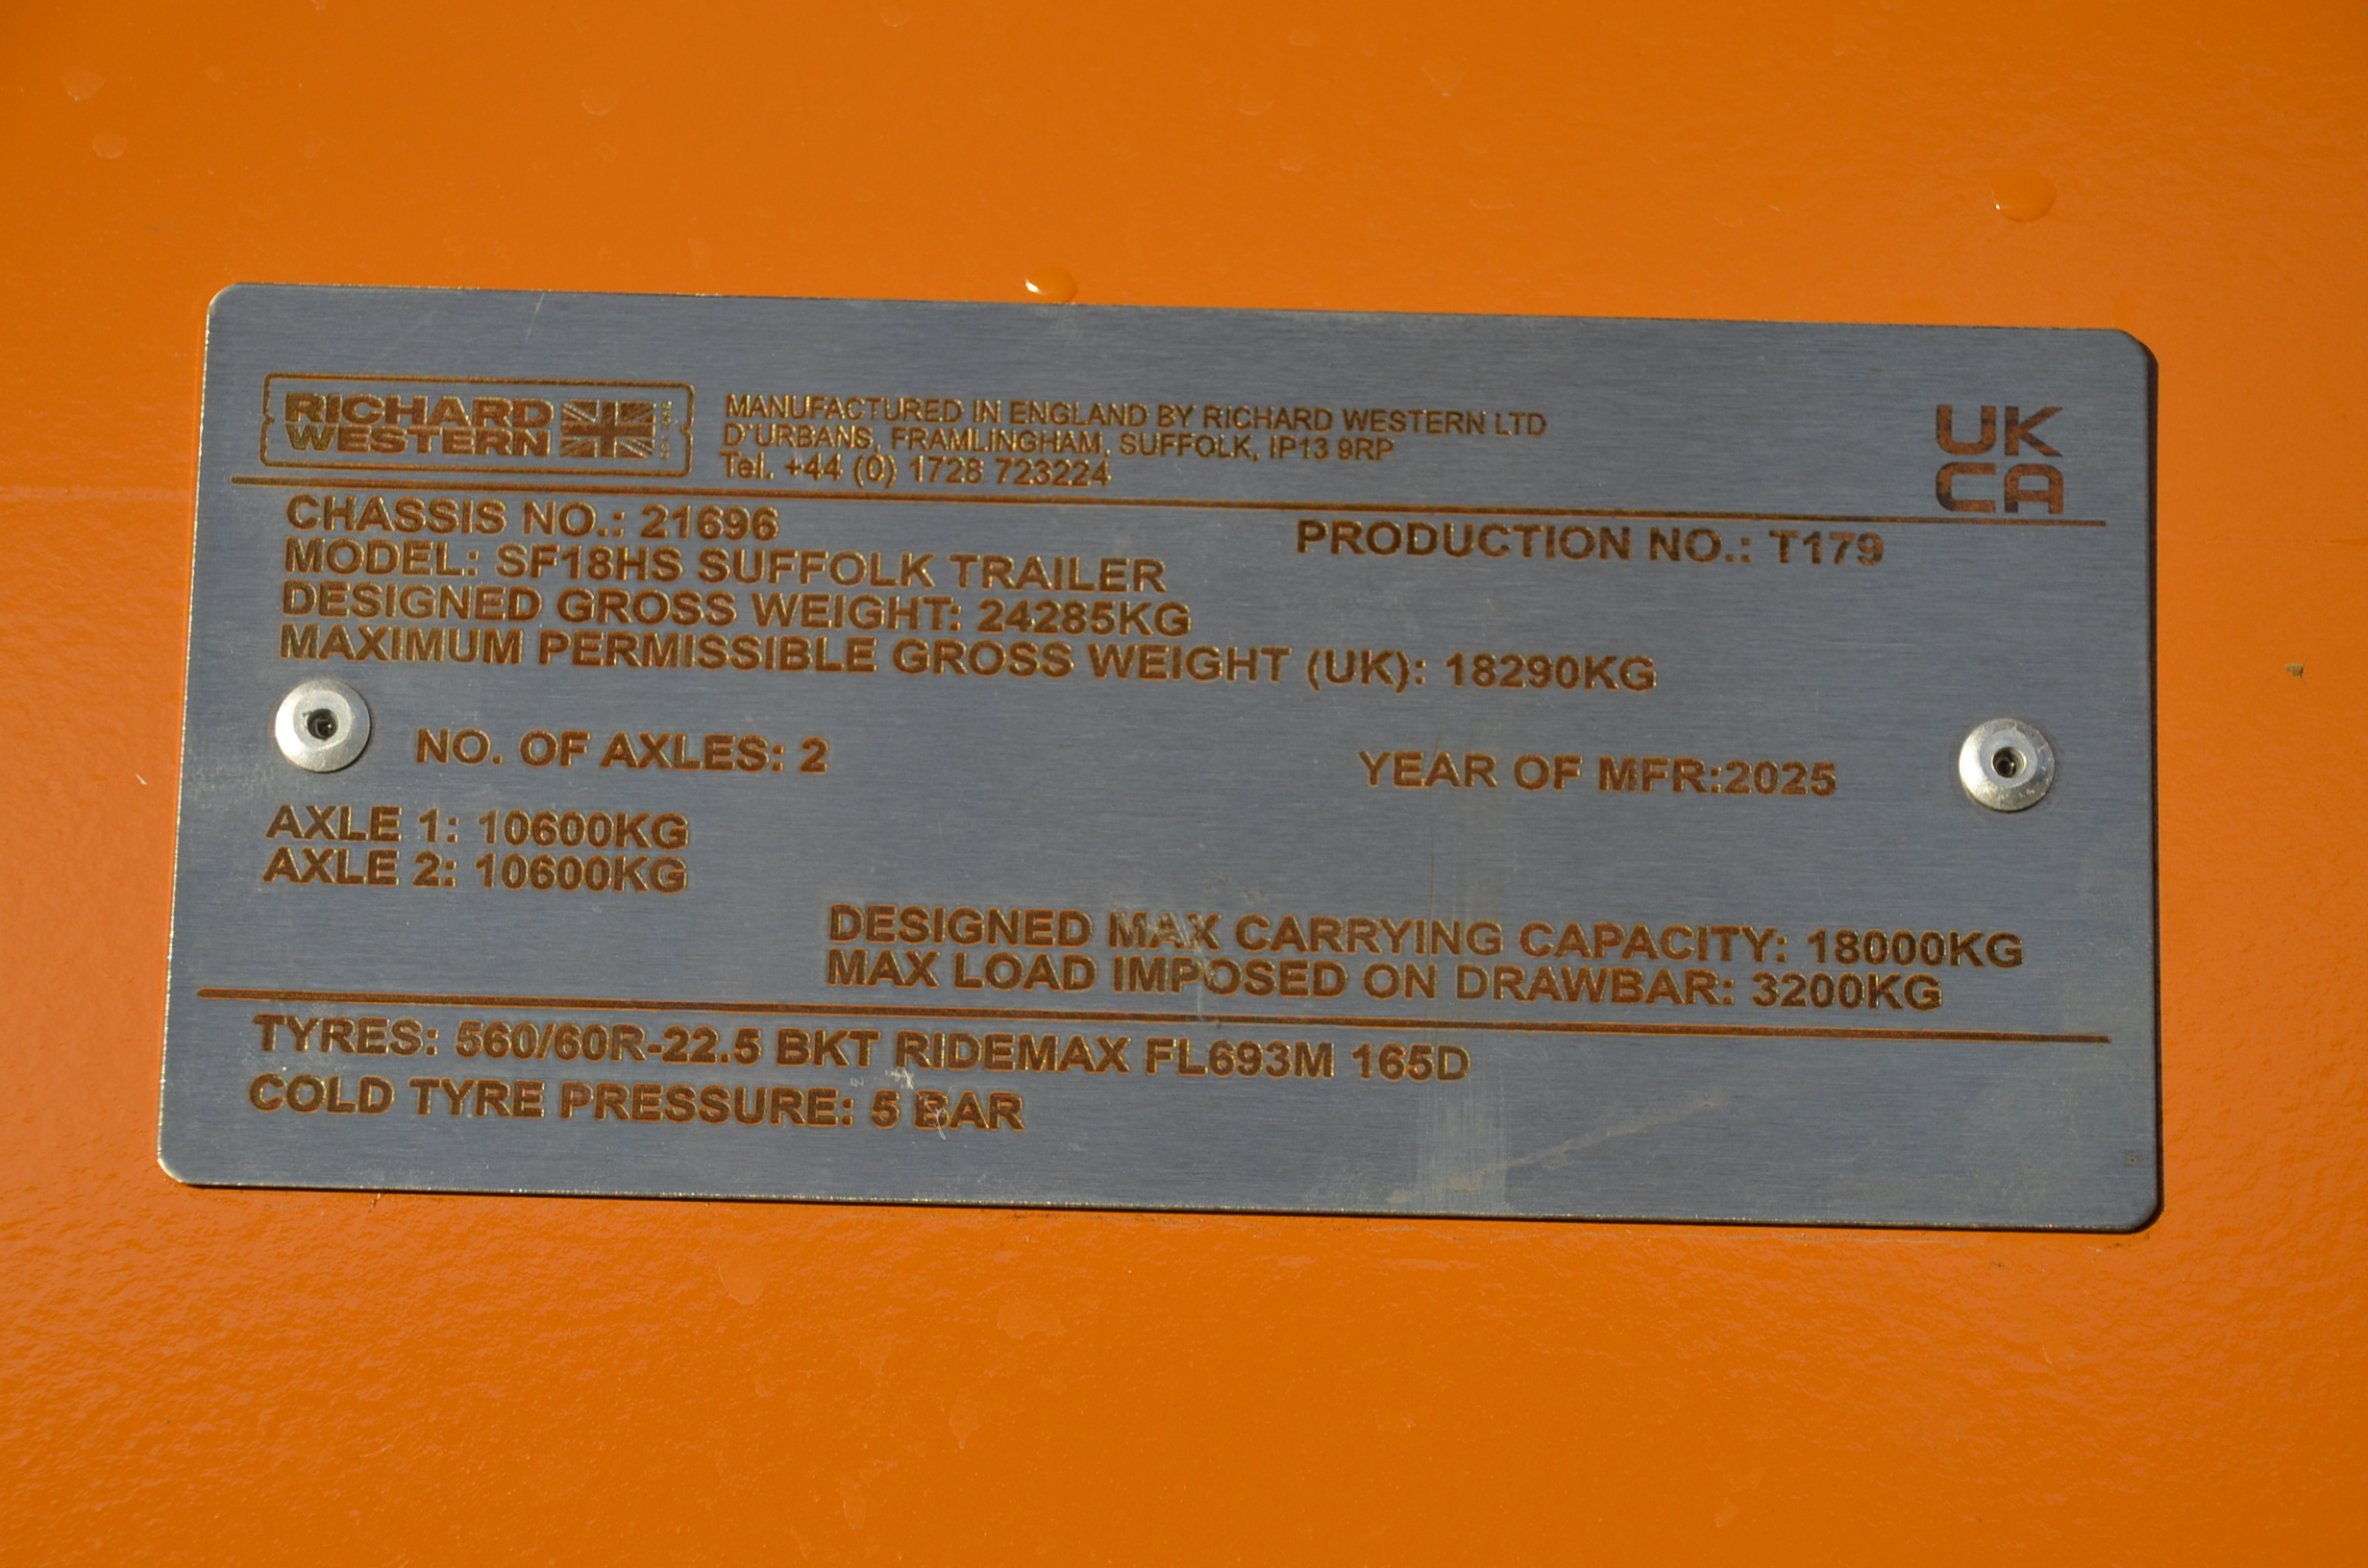 RICHARD
WESTERN
MANUFACTURED IN ENGLAND BY RICHARD WESTERN LTD
D'URBANS, FRAMLINGHAM, SUFFOLK, IP13 9RP
Tel. +44 (0) 1728 723224
UK
CA
CHASSIS NO.: 21696
PRODUCTION NO.: T179
MODEL: SF18HS SUFFOLK TRAILER
DESIGNED GROSS WEIGHT: 24285KG
MAXIMUM PERMISSIBLE GROSS WEIGHT (UK): 18290KG
NO. OF AXLES: 2
YEAR OF MFR:2025
AXLE 1: 10600KG
AXLE 2: 10600KG
DESIGNED MAX CARRYING CAPACITY: 18000KG
MAX LOAD IMPOSED ON DRAWBAR: 3200KG
TYRES: 560/60R-22.5 BKT RIDEMAX FL693M 165D
COLD TYRE PRESSURE: 5 BAR